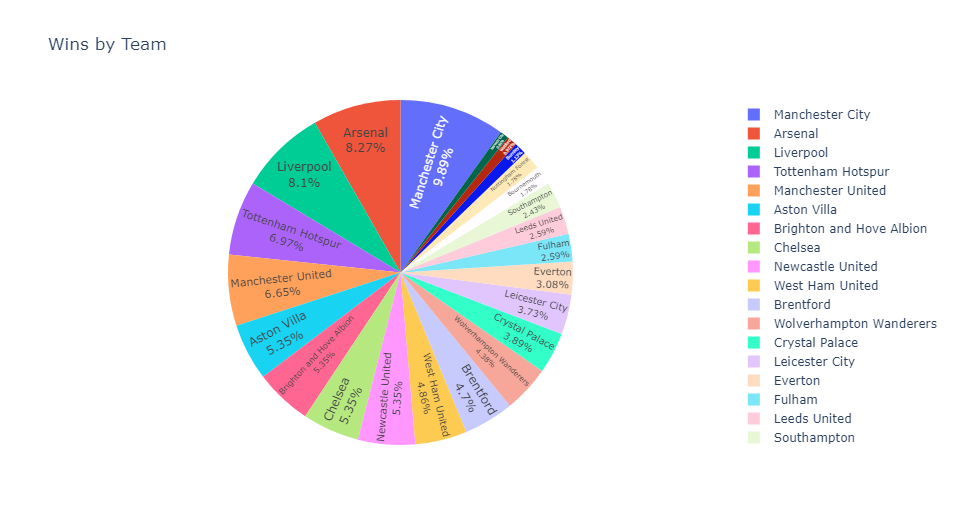 Wins by Team
Manchester City
9.89%
Arsenal
8.27%
Liverpool
8.1%
Tottenham Hotspur
6.97%
Manchester United
6.65%
Aston Villa
5.35%
Brighton and Hove Albion
5.35%
Chelsea
5.35%
Newcastle United
5.35%
West Ham United
4.86%
Brentford
4.7%
Wolverhampton Wanderers
4.38%
Crystal Palace
3.89%
Leicester City
3.73%
Everton
3.08%
Fulham
2.59%
Leeds United
2.59%
Southampton
2.43%
Bournemouth
1.78%
Nottingham Forest
1.78%
Manchester City
Arsenal
Liverpool
Tottenham Hotspur
Manchester United
Aston Villa
Brighton and Hove Albion
Chelsea
Newcastle United
West Ham United
Brentford
Wolverhampton Wanderers
Crystal Palace
Leicester City
Everton
Fulham
Leeds United
Southampton